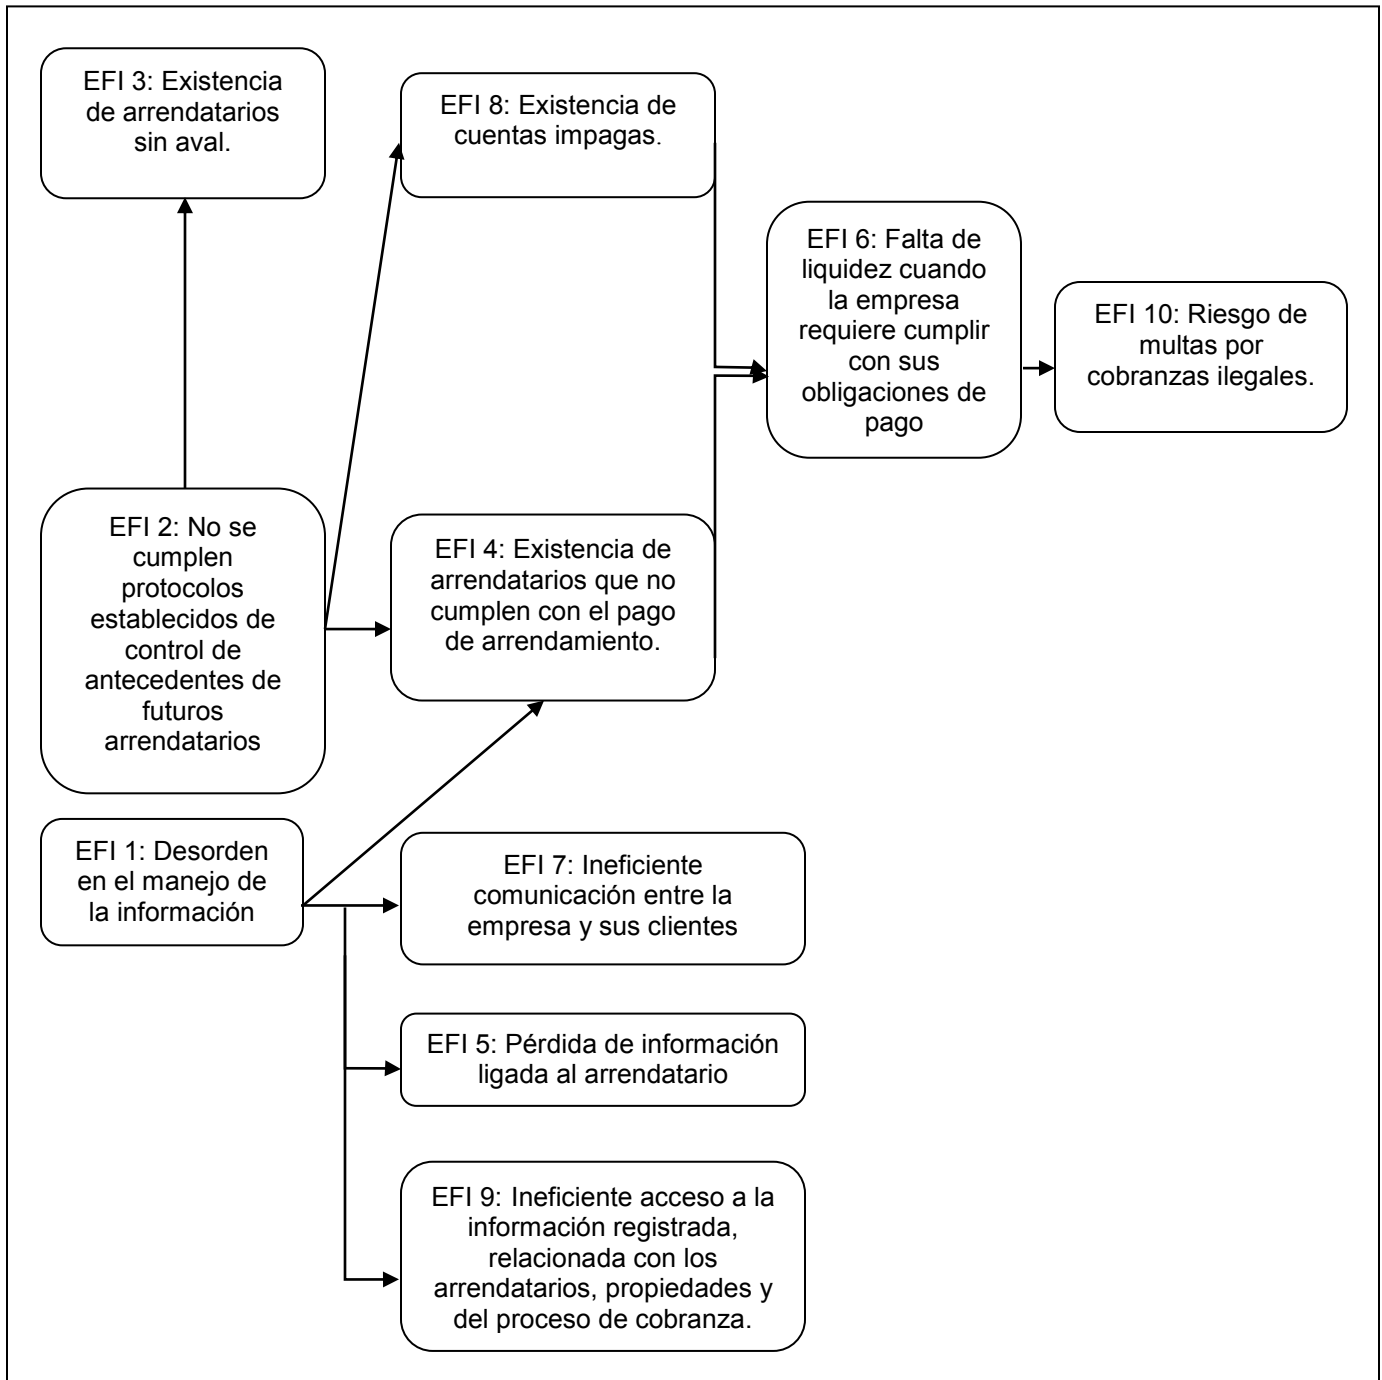 EFI 3: Existencia
de arrendatarios
sin aval.
EFI 8: Existencia de
cuentas impagas.
EFI 6: Falta de
liquidez cuando
la empresa
requiere cumplir
con sus
obligaciones de
pago
EFI 10: Riesgo de
multas por
cobranzas ilegales.
EFI 2: No se
cumplen
protocolos
establecidos de
control de
antecedentes de
futuros
arrendatarios
EFI 4: Existencia de
arrendatarios que no
cumplen con el pago
de arrendamiento.
EFI 1: Desorden
en el manejo de
la información
EFI 7: Ineficiente
comunicación entre la
empresa y sus clientes
EFI 5: Pérdida de información
ligada al arrendatario
EFI 9: Ineficiente acceso a la
información registrada,
relacionada con los
arrendatarios, propiedades y
del proceso de cobranza.